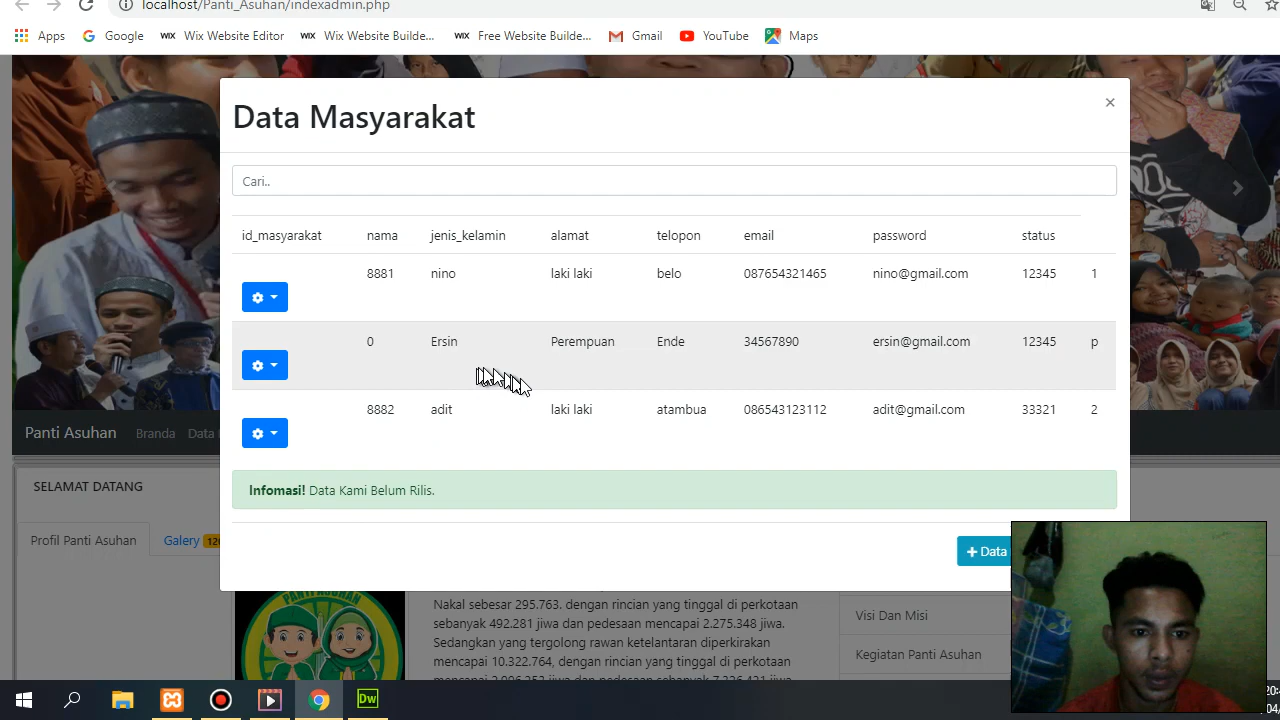 localhost/Panti_Asuhan/indexadmin.php
Apps Google WIX Wix Website Editor WIX Wix Website Builde... WIX Free Website Builde... Gmail YouTube Maps
Data Masyarakat ×
Cari..
id_masyarakat nama jenis_kelamin alamat telopon email password status
8881 nino laki laki belo 087654321465 nino@gmail.com 12345 1
0 Ersin Perempuan Ende 34567890 ersin@gmail.com 12345 p
8882 adit laki laki atambua 086543123112 adit@gmail.com 33321 2
Panti Asuhan Branda Data
Infomasi! Data Kami Belum Rilis.
SELAMAT DATANG
Profil Panti Asuhan Galery
+ Data
PANTI ASUHAN
Nakal sebesar 295.763. dengan rincian yang tinggal di perkotaan
sebanyak 492.281 jiwa dan pedesaan mencapai 2.275.348 jiwa.
Sedangkan yang tergolong rawan ketelantaran diperkirakan
mencapai 10.322.764, dengan rincian yang tinggal di perkotaan
Visi Dan Misi
Kegiatan Panti Asuhan
Dw